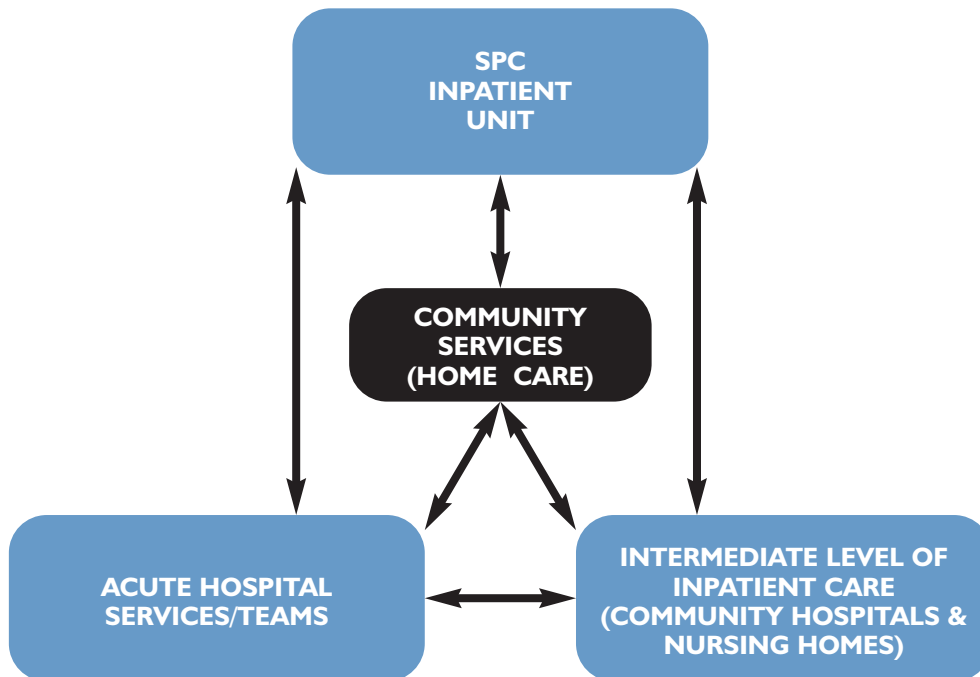 SPC
INPATIENT
UNIT
COMMUNITY
SERVICES
(HOME CARE)
ACUTE HOSPITAL
SERVICES/TEAMS
INTERMEDIATE LEVEL OF
INPATIENT CARE
(COMMUNITY HOSPITALS &
NURSING HOMES)